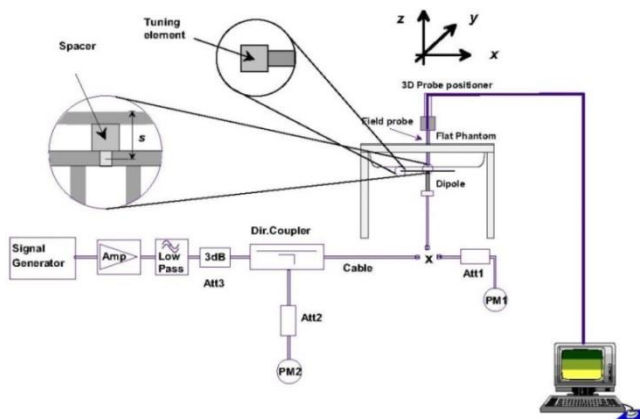 Tuning
element
Spacer
s
z
y
x
3D Probe positioner
Field probe
Flat Phantom
Dipole
Signal
Generator
Amp
Low
Pass
3dB
Att3
Dir.Coupler
Cable
x
Att1
PM1
Att2
PM2